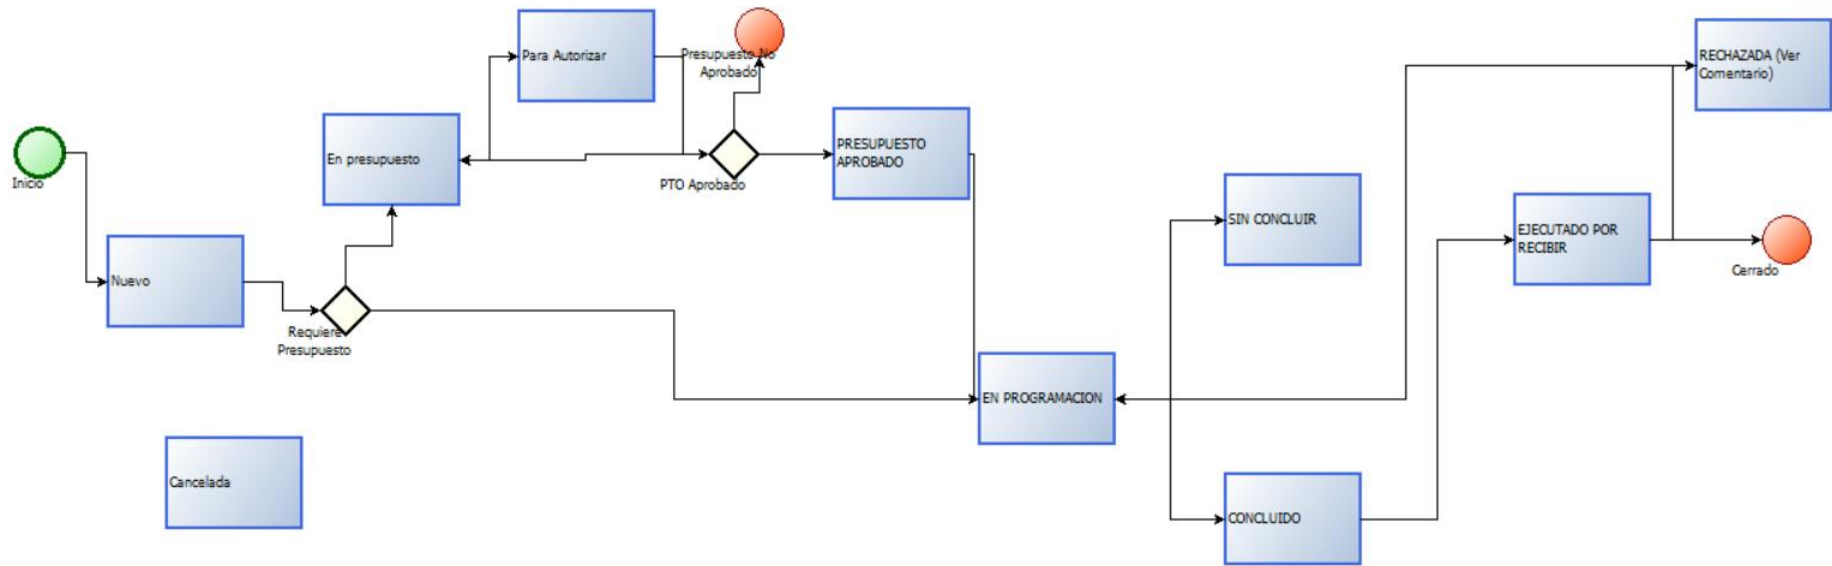 Para Autorizar
Presupuesto No
Aprobado
RECHAZADA (Ver
Comentario)
Inicio
En presupuesto
PTO Aprobado
PRESUPUESTO
APROBADO
SIN CONCLUIR
EJECUTADO POR
RECIBIR
Cerrado
Nuevo
Requiere
Presupuesto
EN PROGRAMACION
Cancelada
CONCLUIDO